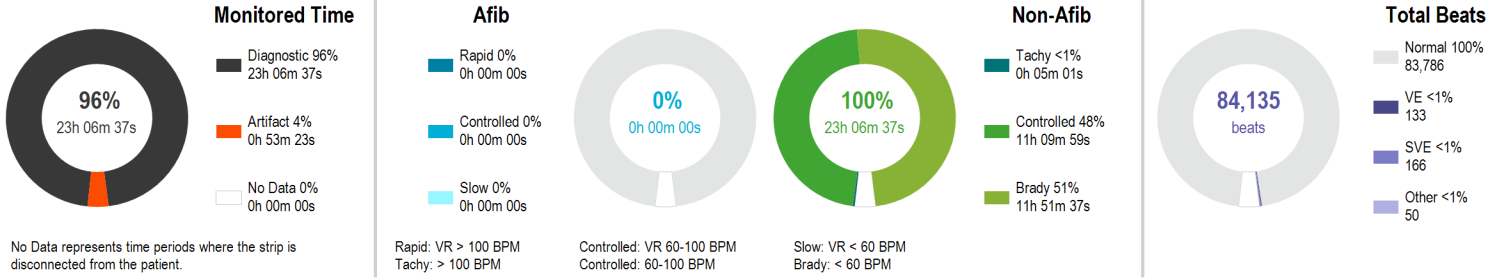 Monitored Time
96%
23h 06m 37s
Diagnostic 96%
23h 06m 37s
Artifact 4%
0h 53m 23s
No Data 0%
0h 00m 00s
No Data represents time periods where the strip is
disconnected from the patient.
Afib
Rapid 0%
0h 00m 00s
Controlled 0%
0h 00m 00s
Slow 0%
0h 00m 00s
0%
0h 00m 00s
Non-Afib
100%
23h 06m 37s
Tachy <1%
0h 05m 01s
Controlled 48%
11h 09m 59s
Brady 51%
11h 51m 37s
Rapid: VR > 100 BPM
Tachy: > 100 BPM
Controlled: VR 60-100 BPM
Controlled: 60-100 BPM
Slow: VR < 60 BPM
Brady: < 60 BPM
Total Beats
84,135
beats
Normal 100%
83,786
VE <1%
133
SVE <1%
166
Other <1%
50